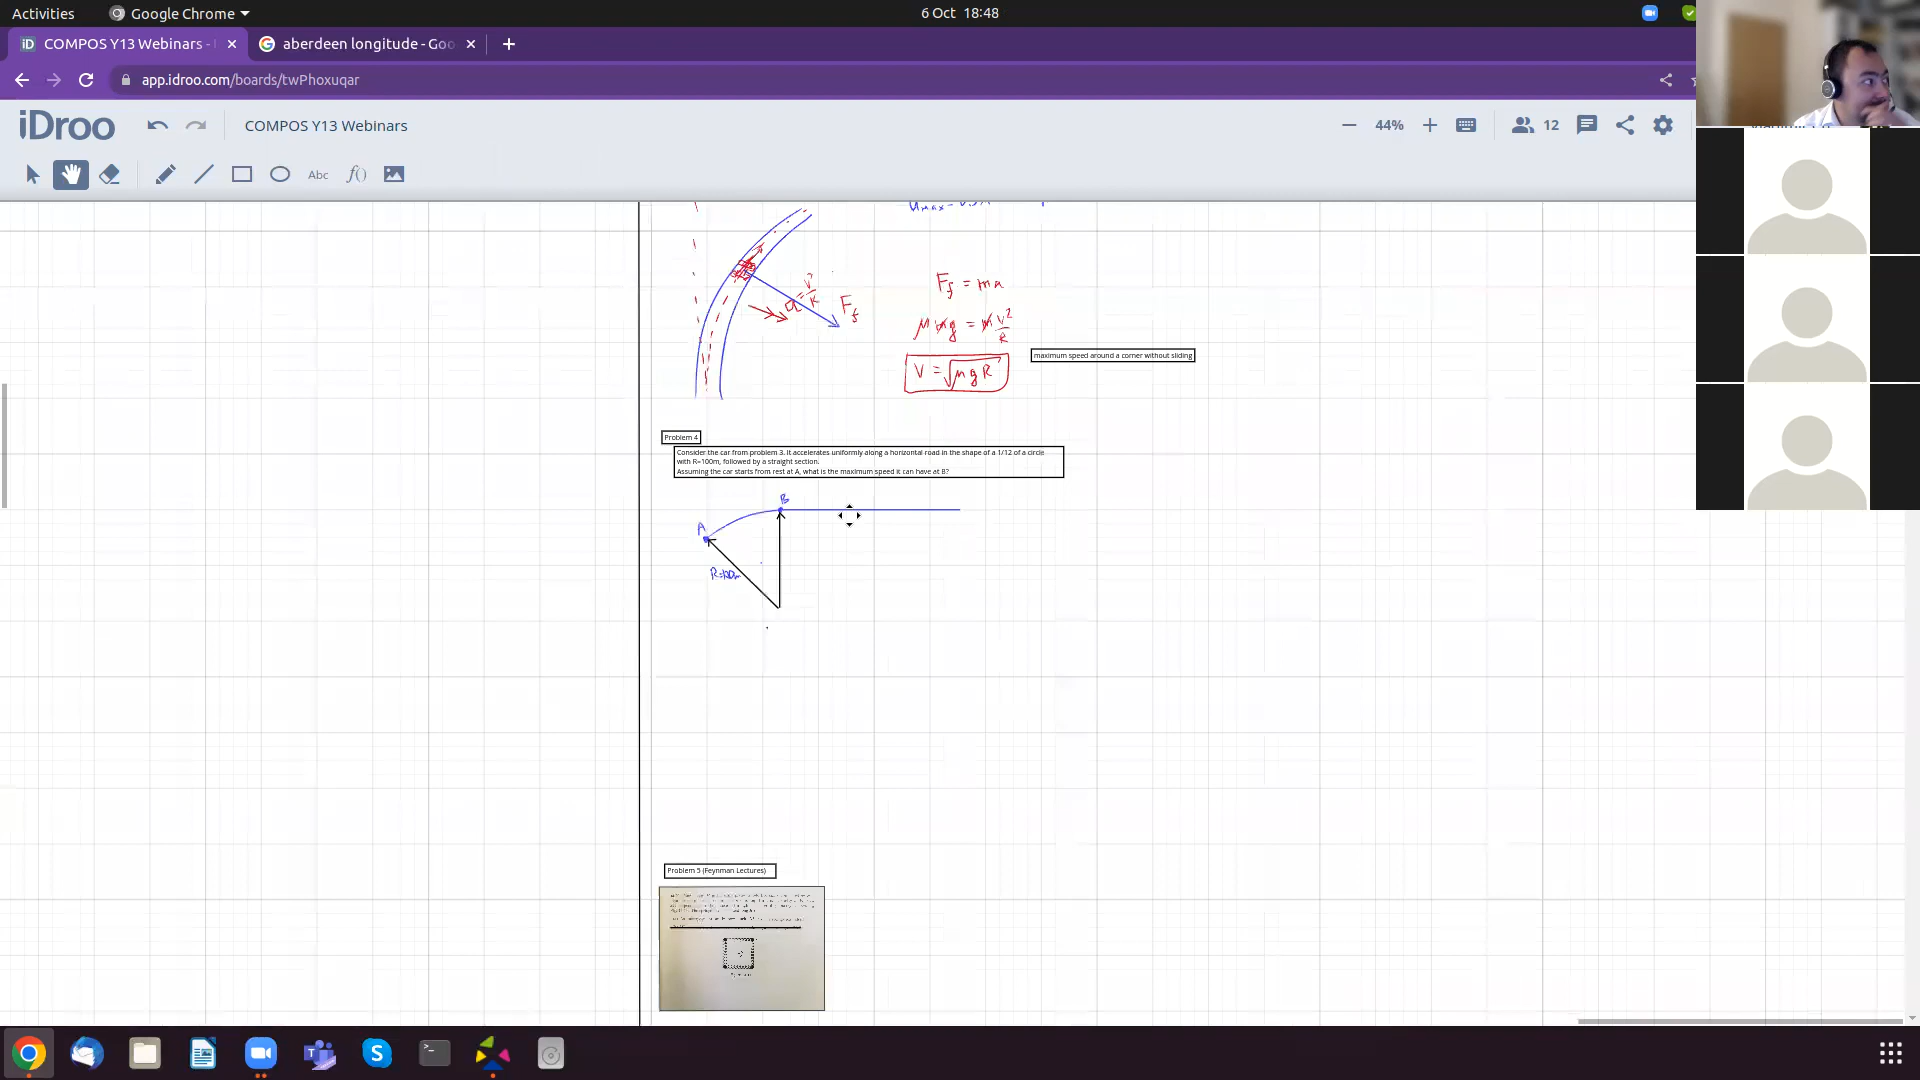 Activities
Google Chrome
6 Oct 18:48
COMPOS Y13 Webinars -
aberdeen longitude - Goo
app.idroo.com/boards/twPhoxuqar
iDroo
COMPOS Y13 Webinars
44%
12
Abc
f()
a = v²/R
F_f
F_f = ma
μmg = m v²/R
V = √μgR
maximum speed around a corner without sliding
Problem 4
Consider the car from problem 3. It accelerates uniformly along a horizontal road in the shape of a 1/12 of a circle
with R=100m, followed by a straight section.
Assuming the car starts from rest at A, what is the maximum speed it can have at B?
B
A
R=100m
Problem 5 (Feynman Lectures)